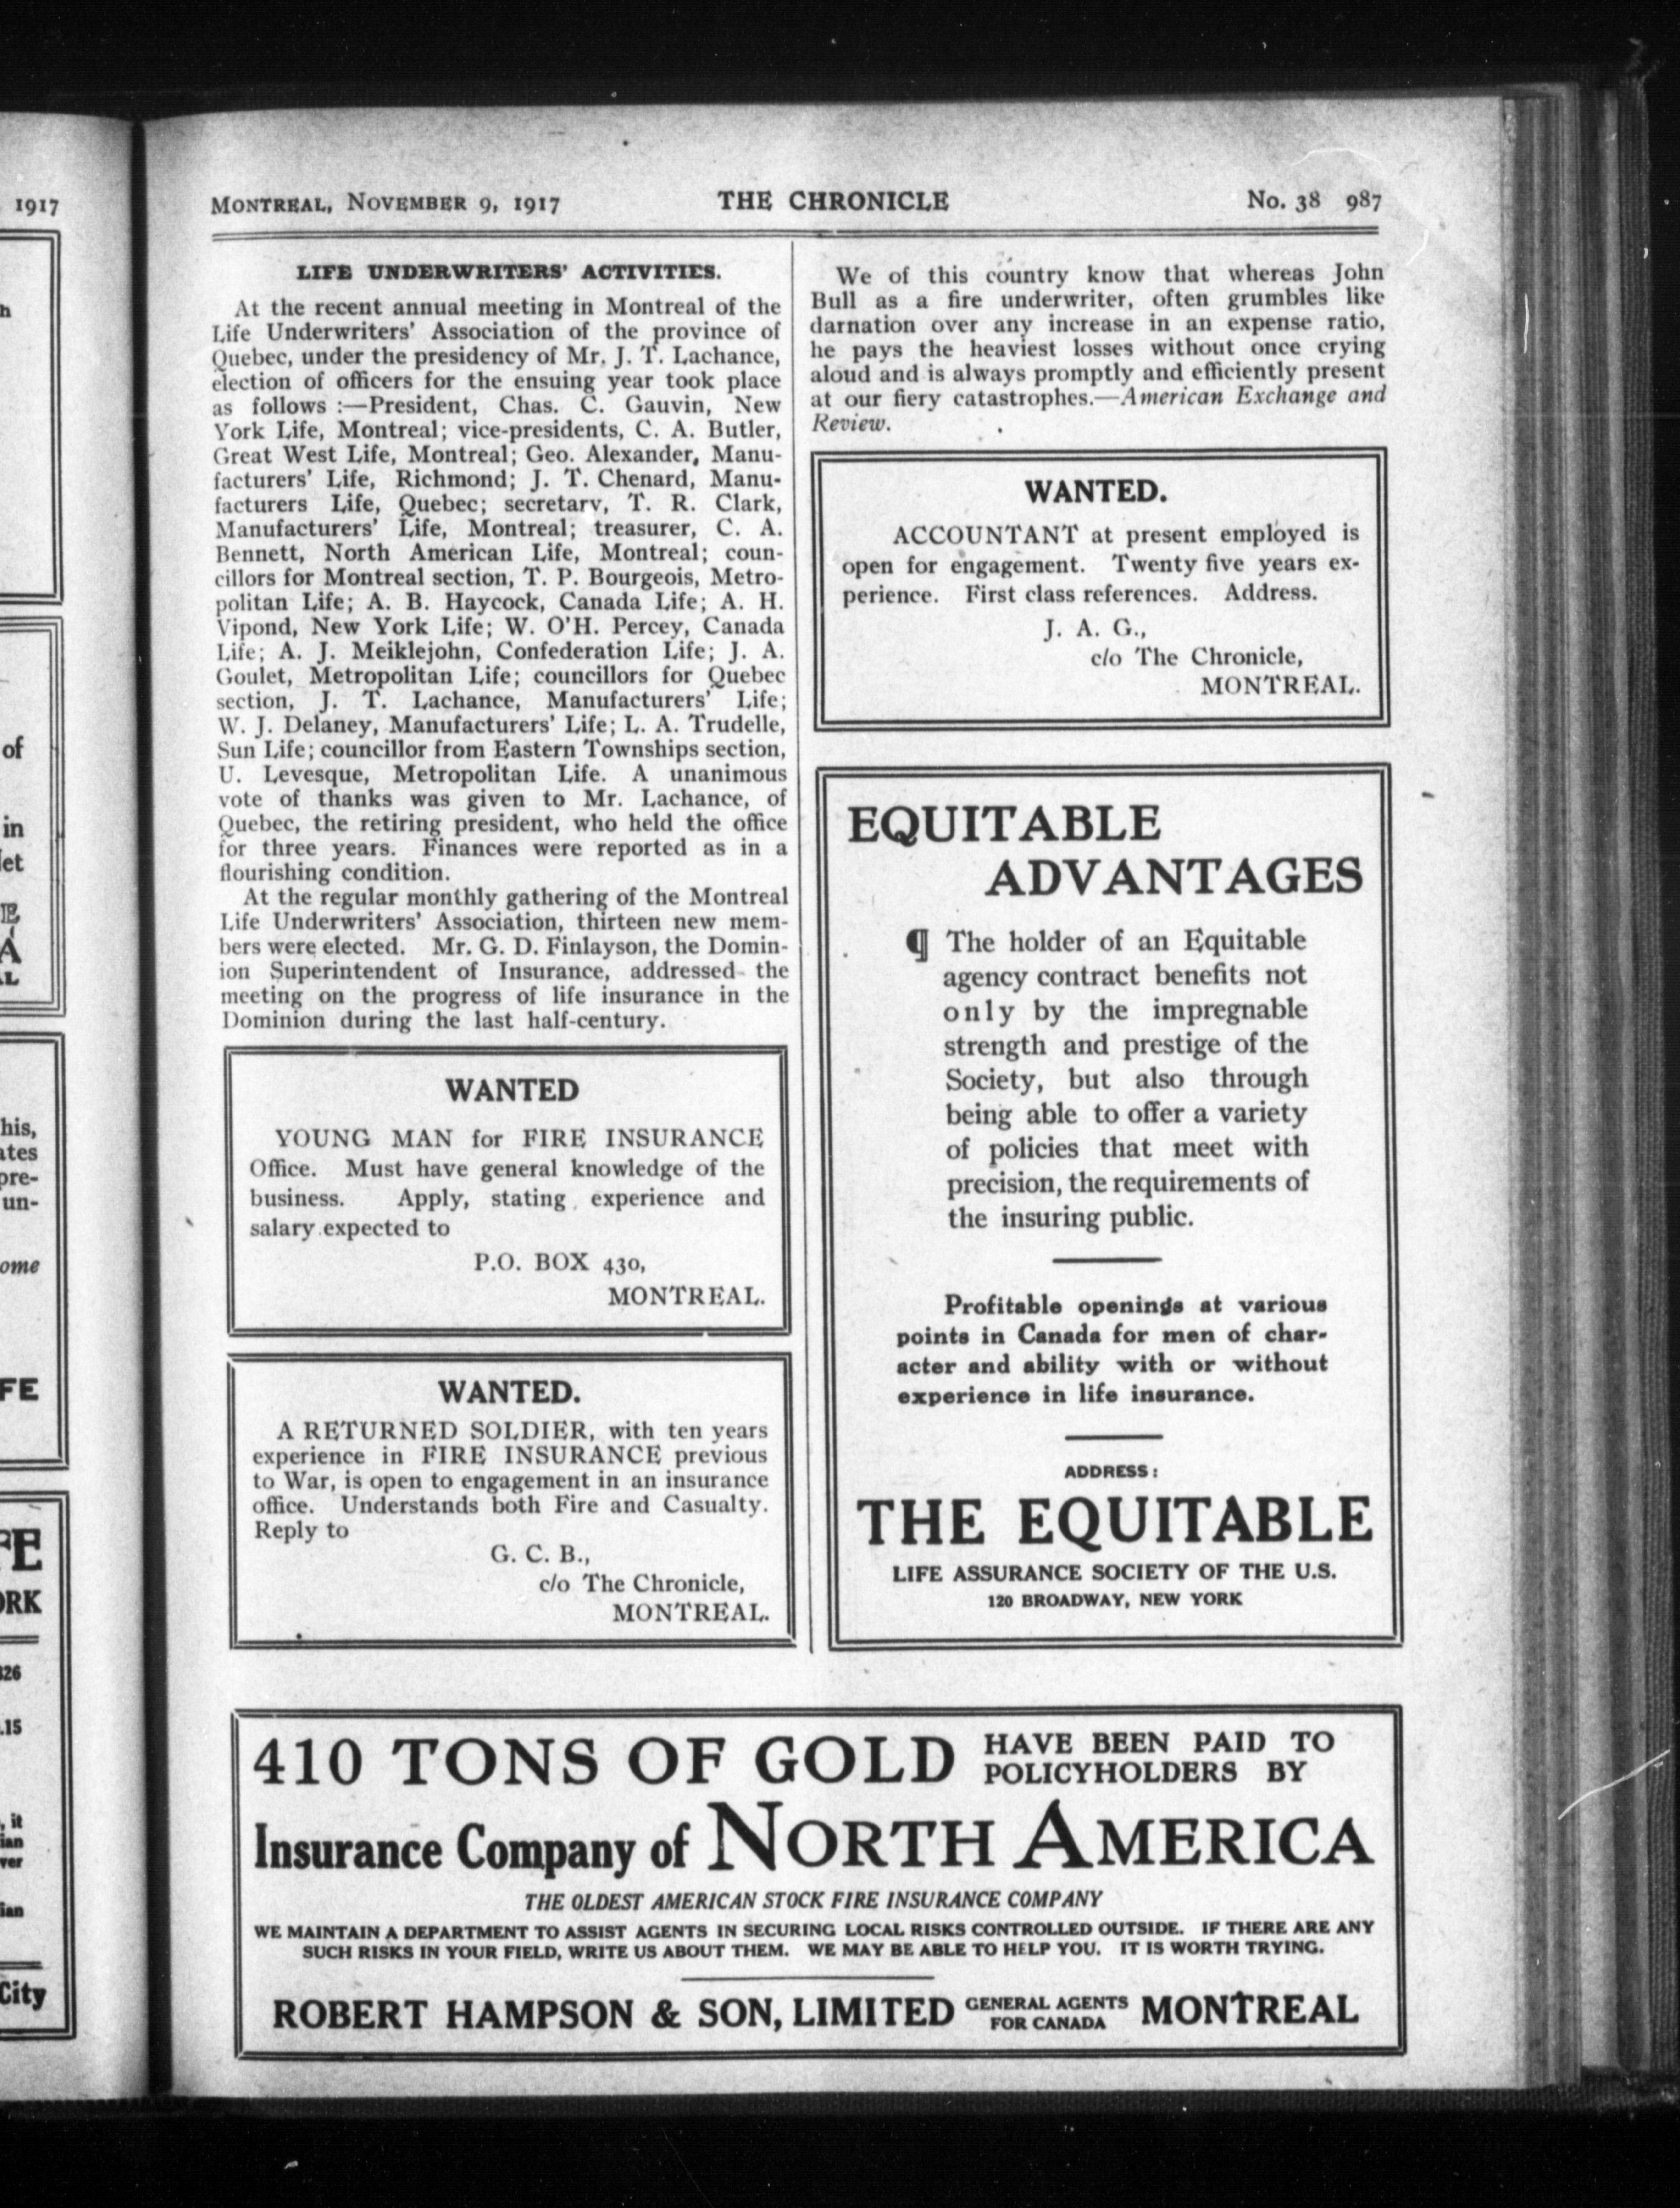 1917
h
of
in
let
E
A
AL
his,
ates
pre-
un-
ome
FE
FE
ORK
326
.15
, it
ian
ver
ian
City
MONTREAL, NOVEMBER 9, 1917 THE CHRONICLE No. 38 987
LIFE UNDERWRITERS' ACTIVITIES.
At the recent annual meeting in Montreal of the
Life Underwriters' Association of the province of
Quebec, under the presidency of Mr. J. T. Lachance,
election of officers for the ensuing year took place
as follows :—President, Chas. C. Gauvin, New
York Life, Montreal; vice-presidents, C. A. Butler,
Great West Life, Montreal; Geo. Alexander, Manu-
facturers' Life, Richmond; J. T. Chenard, Manu-
facturers Life, Quebec; secretary, T. R. Clark,
Manufacturers' Life, Montreal; treasurer, C. A.
Bennett, North American Life, Montreal; coun-
cillors for Montreal section, T. P. Bourgeois, Metro-
politan Life; A. B. Haycock, Canada Life; A. H.
Vipond, New York Life; W. O'H. Percey, Canada
Life; A. J. Meiklejohn, Confederation Life; J. A.
Goulet, Metropolitan Life; councillors for Quebec
section, J. T. Lachance, Manufacturers' Life;
W. J. Delaney, Manufacturers' Life; L. A. Trudelle,
Sun Life; councillor from Eastern Townships section,
U. Levesque, Metropolitan Life. A unanimous
vote of thanks was given to Mr. Lachance, of
Quebec, the retiring president, who held the office
for three years. Finances were reported as in a
flourishing condition.
At the regular monthly gathering of the Montreal
Life Underwriters' Association, thirteen new mem-
bers were elected. Mr. G. D. Finlayson, the Domin-
ion Superintendent of Insurance, addressed the
meeting on the progress of life insurance in the
Dominion during the last half-century.
WANTED
YOUNG MAN for FIRE INSURANCE
Office. Must have general knowledge of the
business. Apply, stating experience and
salary expected to
P.O. BOX 430,
MONTREAL.
WANTED.
A RETURNED SOLDIER, with ten years
experience in FIRE INSURANCE previous
to War, is open to engagement in an insurance
office. Understands both Fire and Casualty.
Reply to
G. C. B.,
c/o The Chronicle,
MONTREAL.
We of this country know that whereas John
Bull as a fire underwriter, often grumbles like
darnation over any increase in an expense ratio,
he pays the heaviest losses without once crying
aloud and is always promptly and efficiently present
at our fiery catastrophes.—American Exchange and
Review.
WANTED.
ACCOUNTANT at present employed is
open for engagement. Twenty five years ex-
perience. First class references. Address.
J. A. G.,
c/o The Chronicle,
MONTREAL.
EQUITABLE
ADVANTAGES
¶ The holder of an Equitable
agency contract benefits not
only by the impregnable
strength and prestige of the
Society, but also through
being able to offer a variety
of policies that meet with
precision, the requirements of
the insuring public.
Profitable openings at various
points in Canada for men of char-
acter and ability with or without
experience in life insurance.
ADDRESS:
THE EQUITABLE
LIFE ASSURANCE SOCIETY OF THE U.S.
120 BROADWAY, NEW YORK
410 TONS OF GOLD HAVE BEEN PAID TO
POLICYHOLDERS BY
Insurance Company of NORTH AMERICA
THE OLDEST AMERICAN STOCK FIRE INSURANCE COMPANY
WE MAINTAIN A DEPARTMENT TO ASSIST AGENTS IN SECURING LOCAL RISKS CONTROLLED OUTSIDE. IF THERE ARE ANY
SUCH RISKS IN YOUR FIELD, WRITE US ABOUT THEM. WE MAY BE ABLE TO HELP YOU. IT IS WORTH TRYING.
ROBERT HAMPSON & SON, LIMITED GENERAL AGENTS
FOR CANADA MONTREAL